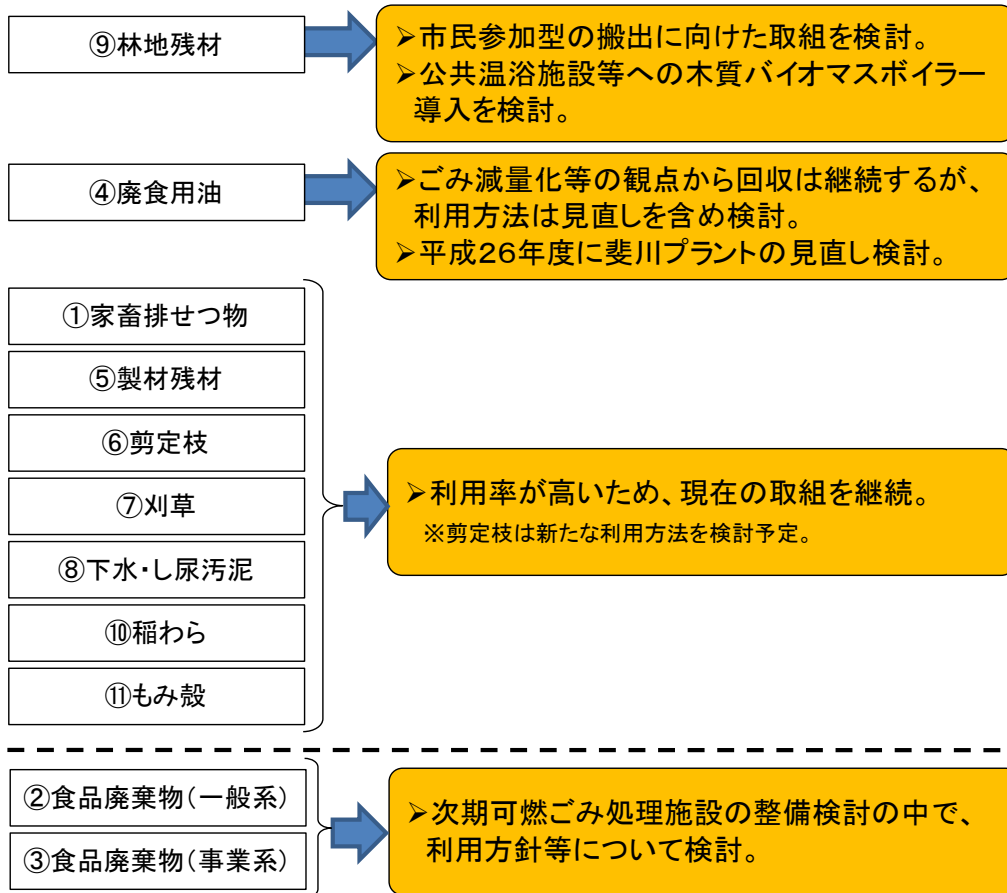 ⑨林地残材
➢市民参加型の搬出に向けた取組を検討。
➢公共温浴施設等への木質バイオマスボイラー
導入を検討。
④廃食用油
➢ごみ減量化等の観点から回収は継続するが、
利用方法は見直しを含め検討。
➢平成26年度に斐川プラントの見直し検討。
①家畜排せつ物
⑤製材残材
⑥剪定枝
⑦刈草
⑧下水・し尿汚泥
⑩稲わら
⑪もみ殻
➢利用率が高いため、現在の取組を継続。
※剪定枝は新たな利用方法を検討予定。
②食品廃棄物(一般系)
③食品廃棄物(事業系)
➢次期可燃ごみ処理施設の整備検討の中で、
利用方針等について検討。